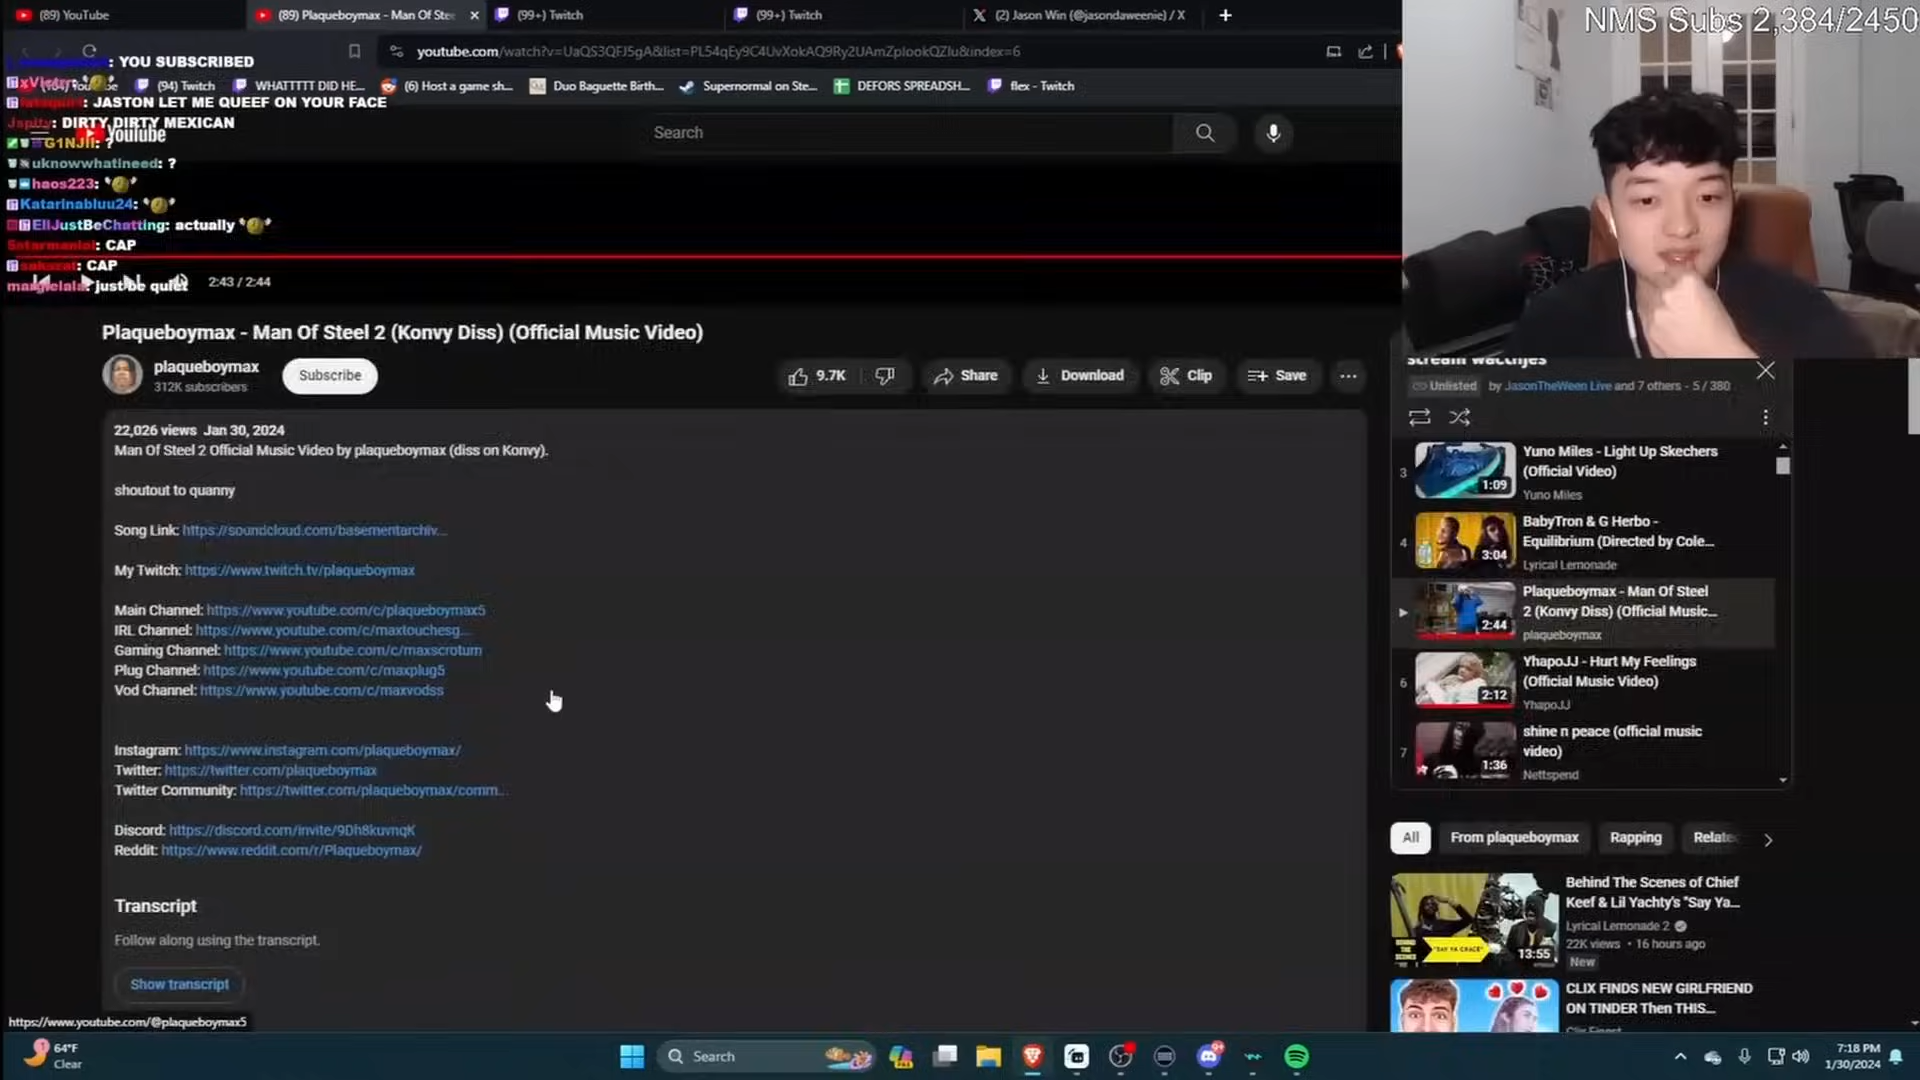 (89) YouTube
(89) Plaqueboymax - Man Of Stee
(99+) Twitch
(99+) Twitch
(2) Jason Win (@jasondaweenie) / X
NMS Subs 2,384/2450
youtube.com/watch?v=UaQS3QFJ5gA&list=PL54qEy9C4UvXokAQ9Ry2UAmZplookQZlu&index=6
: YOU SUBSCRIBED
(94) Twitch
WHATTTTT DID HE...
(6) Host a game sh...
Duo Baguette Birth...
Supernormal on Ste...
DEFORS SPREADSH...
flex - Twitch
: JASTON LET ME QUEEF ON YOUR FACE
: DIRTY DIRTY MEXICAN
YouTube
Search
G1NJII: ?
uknowwhatineed: ?
haos223:
Katarinabluu24:
EliJustBeChatting: actually
: CAP
: CAP
: just be quiet
2:43 / 2:44
Plaqueboymax - Man Of Steel 2 (Konvy Diss) (Official Music Video)
plaqueboymax
312K subscribers
Subscribe
9.7K
Share
Download
Clip
Save
22,026 views Jan 30, 2024
Man Of Steel 2 Official Music Video by plaqueboymax (diss on Konvy).
shoutout to quanny
Song Link: https://soundcloud.com/basementarchiv...
My Twitch: https://www.twitch.tv/plaqueboymax
Main Channel: https://www.youtube.com/c/plaqueboymax5
IRL Channel: https://www.youtube.com/c/maxtouchesg...
Gaming Channel: https://www.youtube.com/c/maxscrotum
Plug Channel: https://www.youtube.com/c/maxplug5
Vod Channel: https://www.youtube.com/c/maxvodss
Instagram: https://www.instagram.com/plaqueboymax/
Twitter: https://twitter.com/plaqueboymax
Twitter Community: https://twitter.com/plaqueboymax/comm...
Discord: https://discord.com/invite/9Dh8kuvnqK
Reddit: https://www.reddit.com/r/Plaqueboymax/
Transcript
Follow along using the transcript.
Show transcript
https://www.youtube.com/@plaqueboymax5
stream wacthjes
Unlisted by JasonTheWeen Live and 7 others - 5 / 380
3
1:09
Yuno Miles - Light Up Skechers
(Official Video)
Yuno Miles
4
3:04
BabyTron & G Herbo -
Equilibrium (Directed by Cole...
Lyrical Lemonade
2:44
Plaqueboymax - Man Of Steel
2 (Konvy Diss) (Official Music...
plaqueboymax
6
2:12
YhapoJJ - Hurt My Feelings
(Official Music Video)
YhapoJJ
7
1:36
shine n peace (official music
video)
Nettspend
All
From plaqueboymax
Rapping
Relate
BEHIND THE SCENES
"SAY YA GRACE"
13:55
Behind The Scenes of Chief
Keef & Lil Yachty's "Say Ya...
Lyrical Lemonade 2
22K views • 16 hours ago
New
CLIX FINDS NEW GIRLFRIEND
ON TINDER Then THIS...
64°F
Clear
Search
7:18 PM
1/30/2024